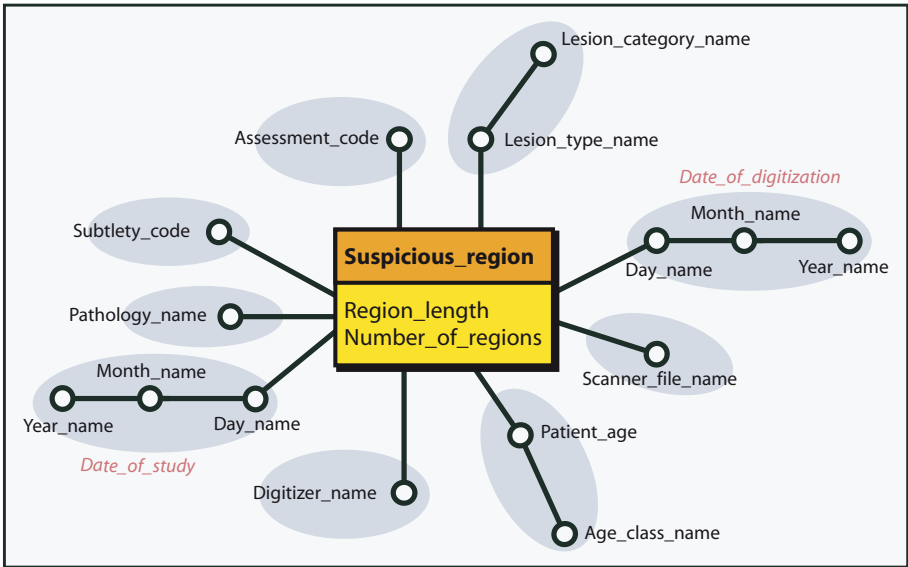 Lesion_category_name
Assessment_code
Lesion_type_name
Date_of_digitization
Month_name
Subtlety_code
Suspicious_region
Day_name
Year_name
Region_length
Number_of_regions
Pathology_name
Month_name
Scanner_file_name
Year_name
Day_name
Patient_age
Date_of_study
Digitizer_name
Age_class_name